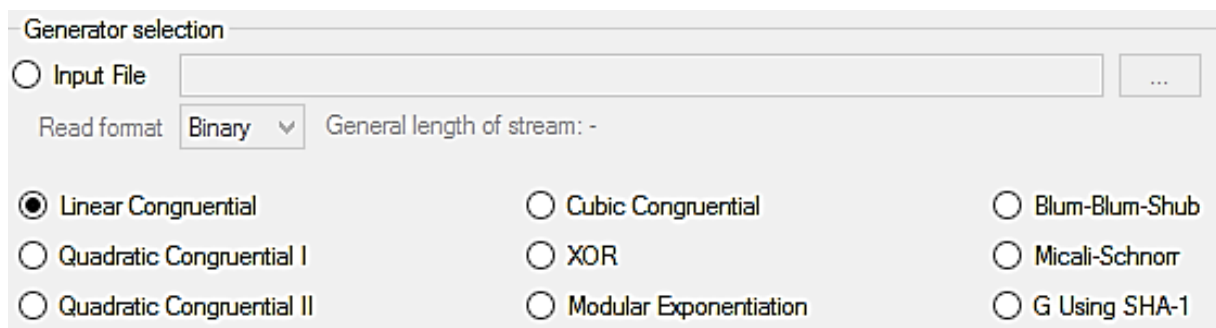 Generator selection
Input File ...
Read format Binary General length of stream: -
Linear Congruential Cubic Congruential Blum-Blum-Shub
Quadratic Congruential I XOR Micali-Schnorr
Quadratic Congruential II Modular Exponentiation G Using SHA-1